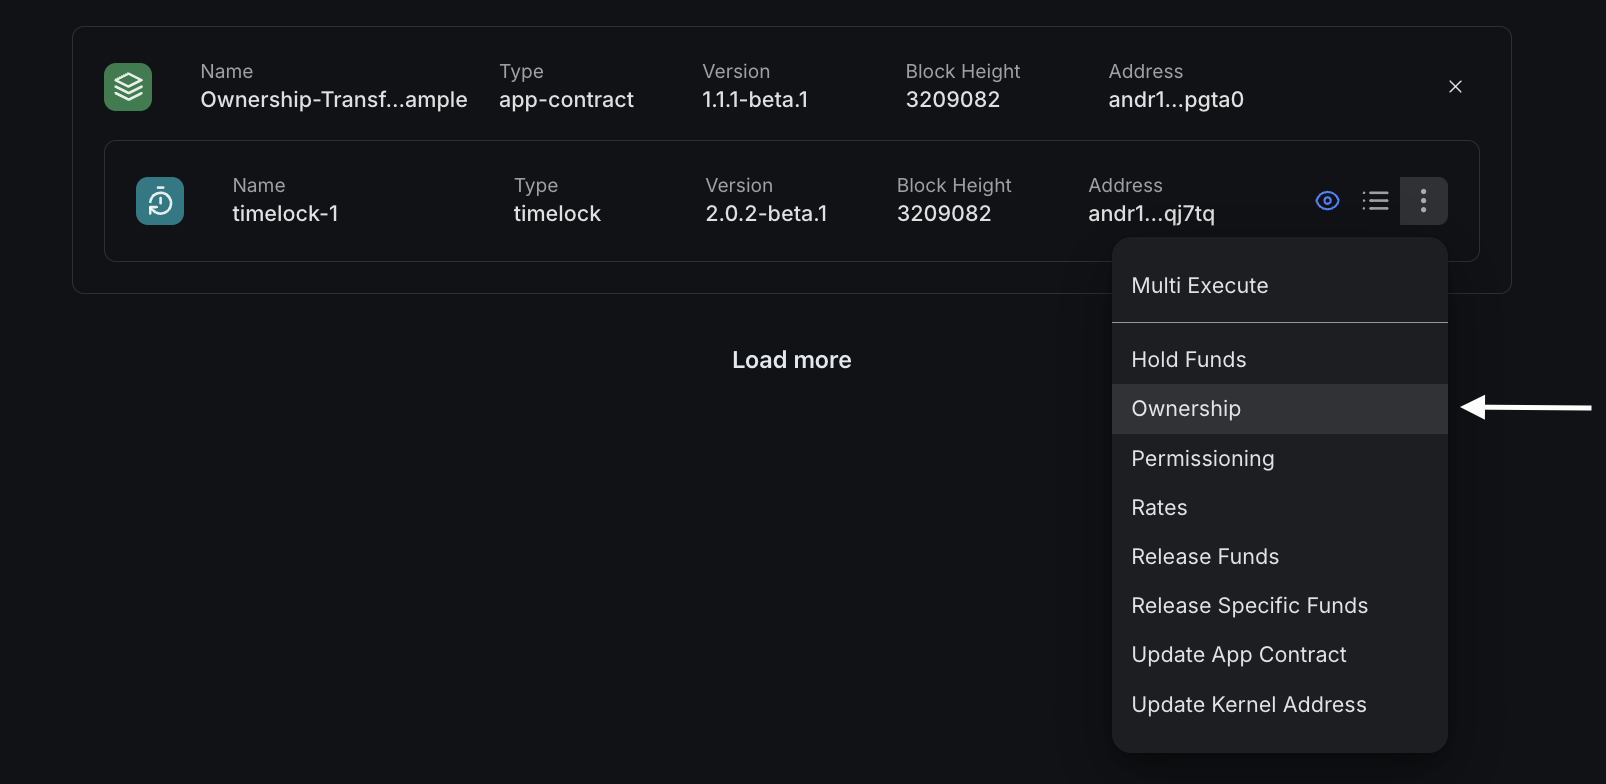 Name Type Version Block Height Address
Ownership-Transf...ample app-contract 1.1.1-beta.1 3209082 andr1...pgta0
Name Type Version Block Height Address
timelock-1 timelock 2.0.2-beta.1 3209082 andr1...qj7tq
Multi Execute
Load more
Hold Funds
Ownership
Permissioning
Rates
Release Funds
Release Specific Funds
Update App Contract
Update Kernel Address